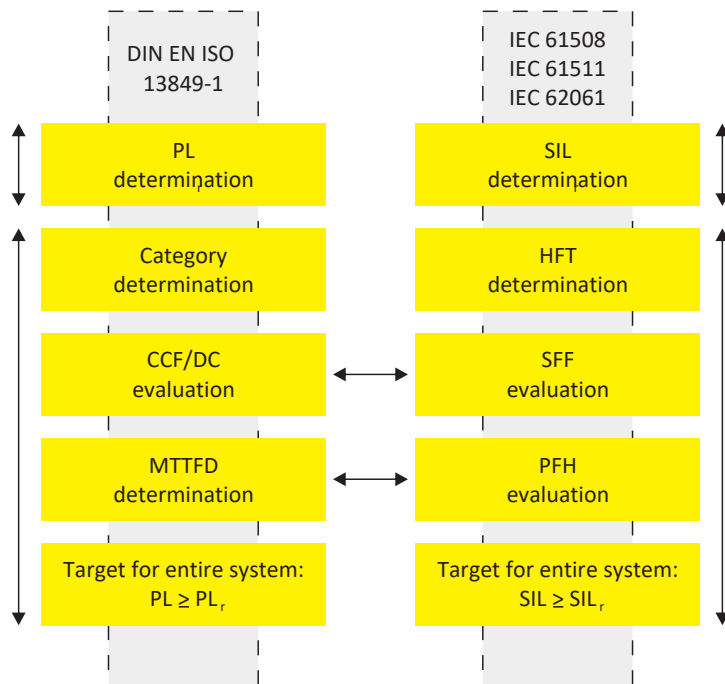 DIN EN ISO
13849-1
PL
determination
Category
determination
CCF/DC
evaluation
MTTFD
determination
Target for entire system:
PL ≥ PLr
IEC 61508
IEC 61511
IEC 62061
SIL
determination
HFT
determination
SFF
evaluation
PFH
evaluation
Target for entire system:
SIL ≥ SILr